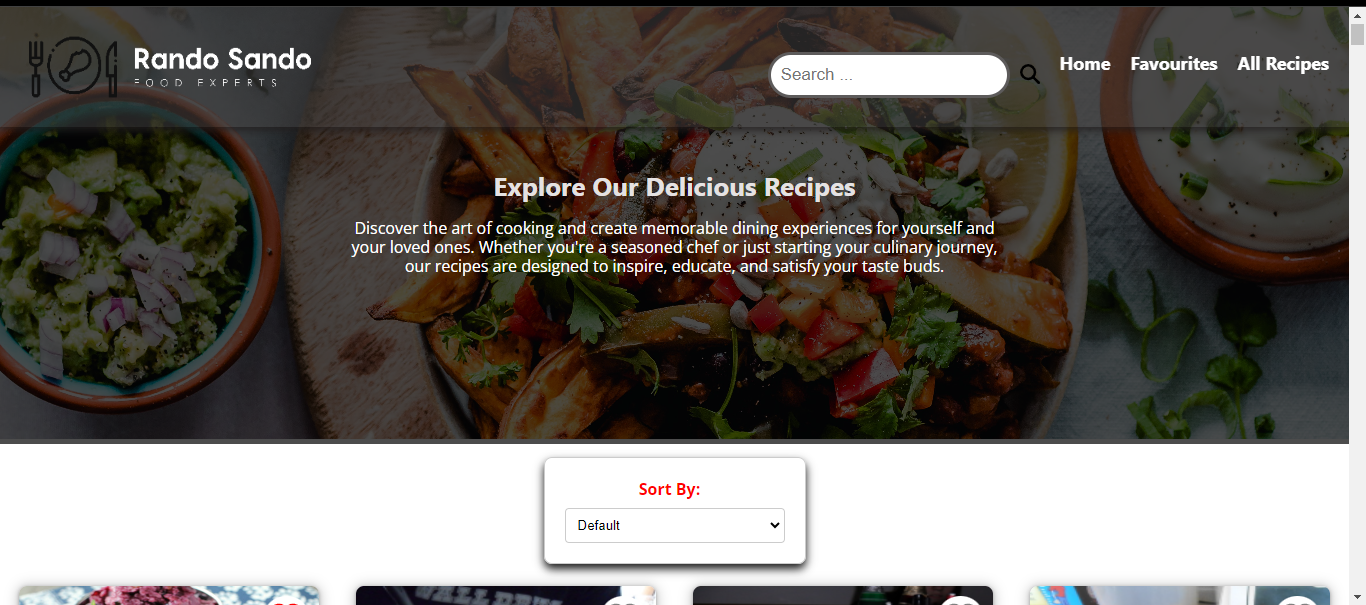 Rando Sando
FOOD EXPERTS
Search ...
Home
Favourites
All Recipes
Explore Our Delicious Recipes
Discover the art of cooking and create memorable dining experiences for yourself and
your loved ones. Whether you're a seasoned chef or just starting your culinary journey,
our recipes are designed to inspire, educate, and satisfy your taste buds.
Sort By:
Default